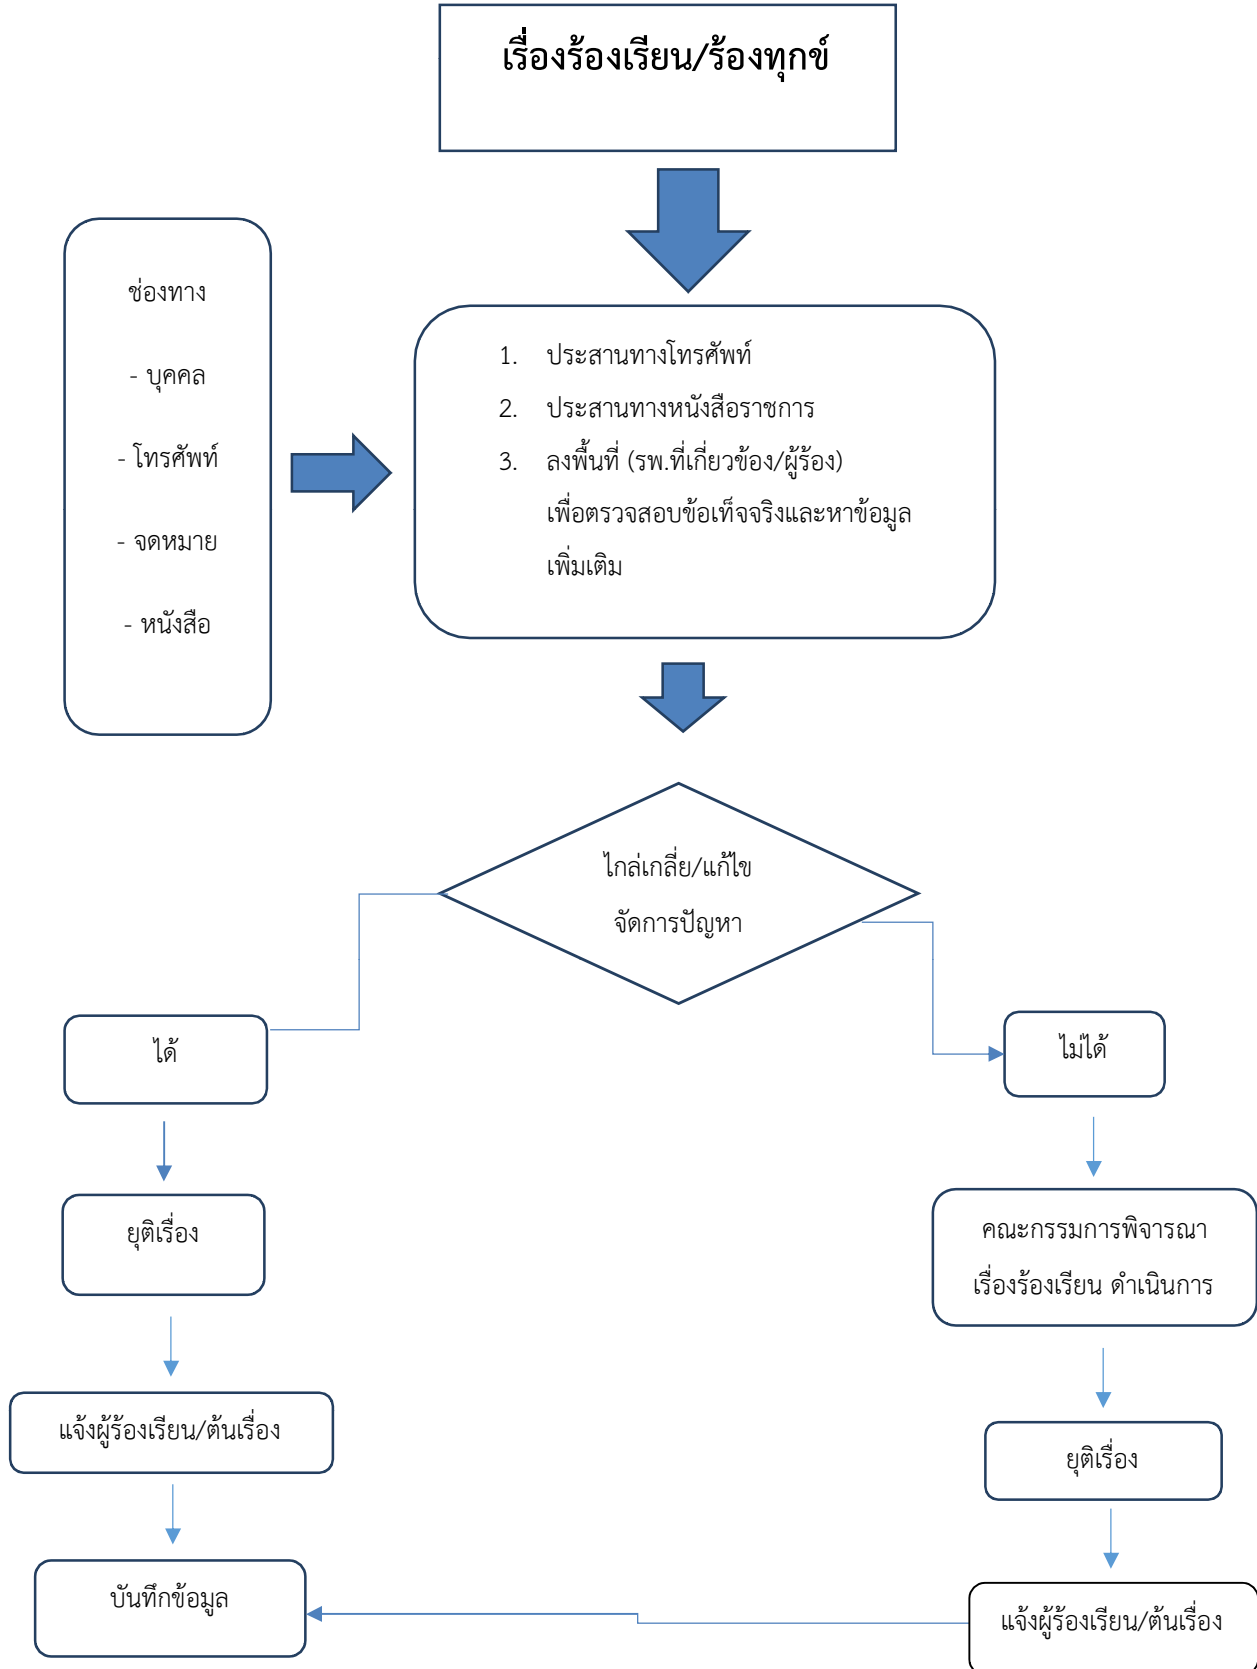 เรื่องร้องเรียน/ร้องทุกข์
ช่องทาง
- บุคคล
- โทรศัพท์
- จดหมาย
- หนังสือ
1. ประสานทางโทรศัพท์
2. ประสานทางหนังสือราชการ
3. ลงพื้นที่ (รพ.ที่เกี่ยวข้อง/ผู้ร้อง)
เพื่อตรวจสอบข้อเท็จจริงและหาข้อมูล
เพิ่มเติม
ไกล่เกลี่ย/แก้ไข
จัดการปัญหา
ได้
ไม่ได้
ยุติเรื่อง
คณะกรรมการพิจารณา
เรื่องร้องเรียน ดำเนินการ
แจ้งผู้ร้องเรียน/ต้นเรื่อง
ยุติเรื่อง
บันทึกข้อมูล
แจ้งผู้ร้องเรียน/ต้นเรื่อง